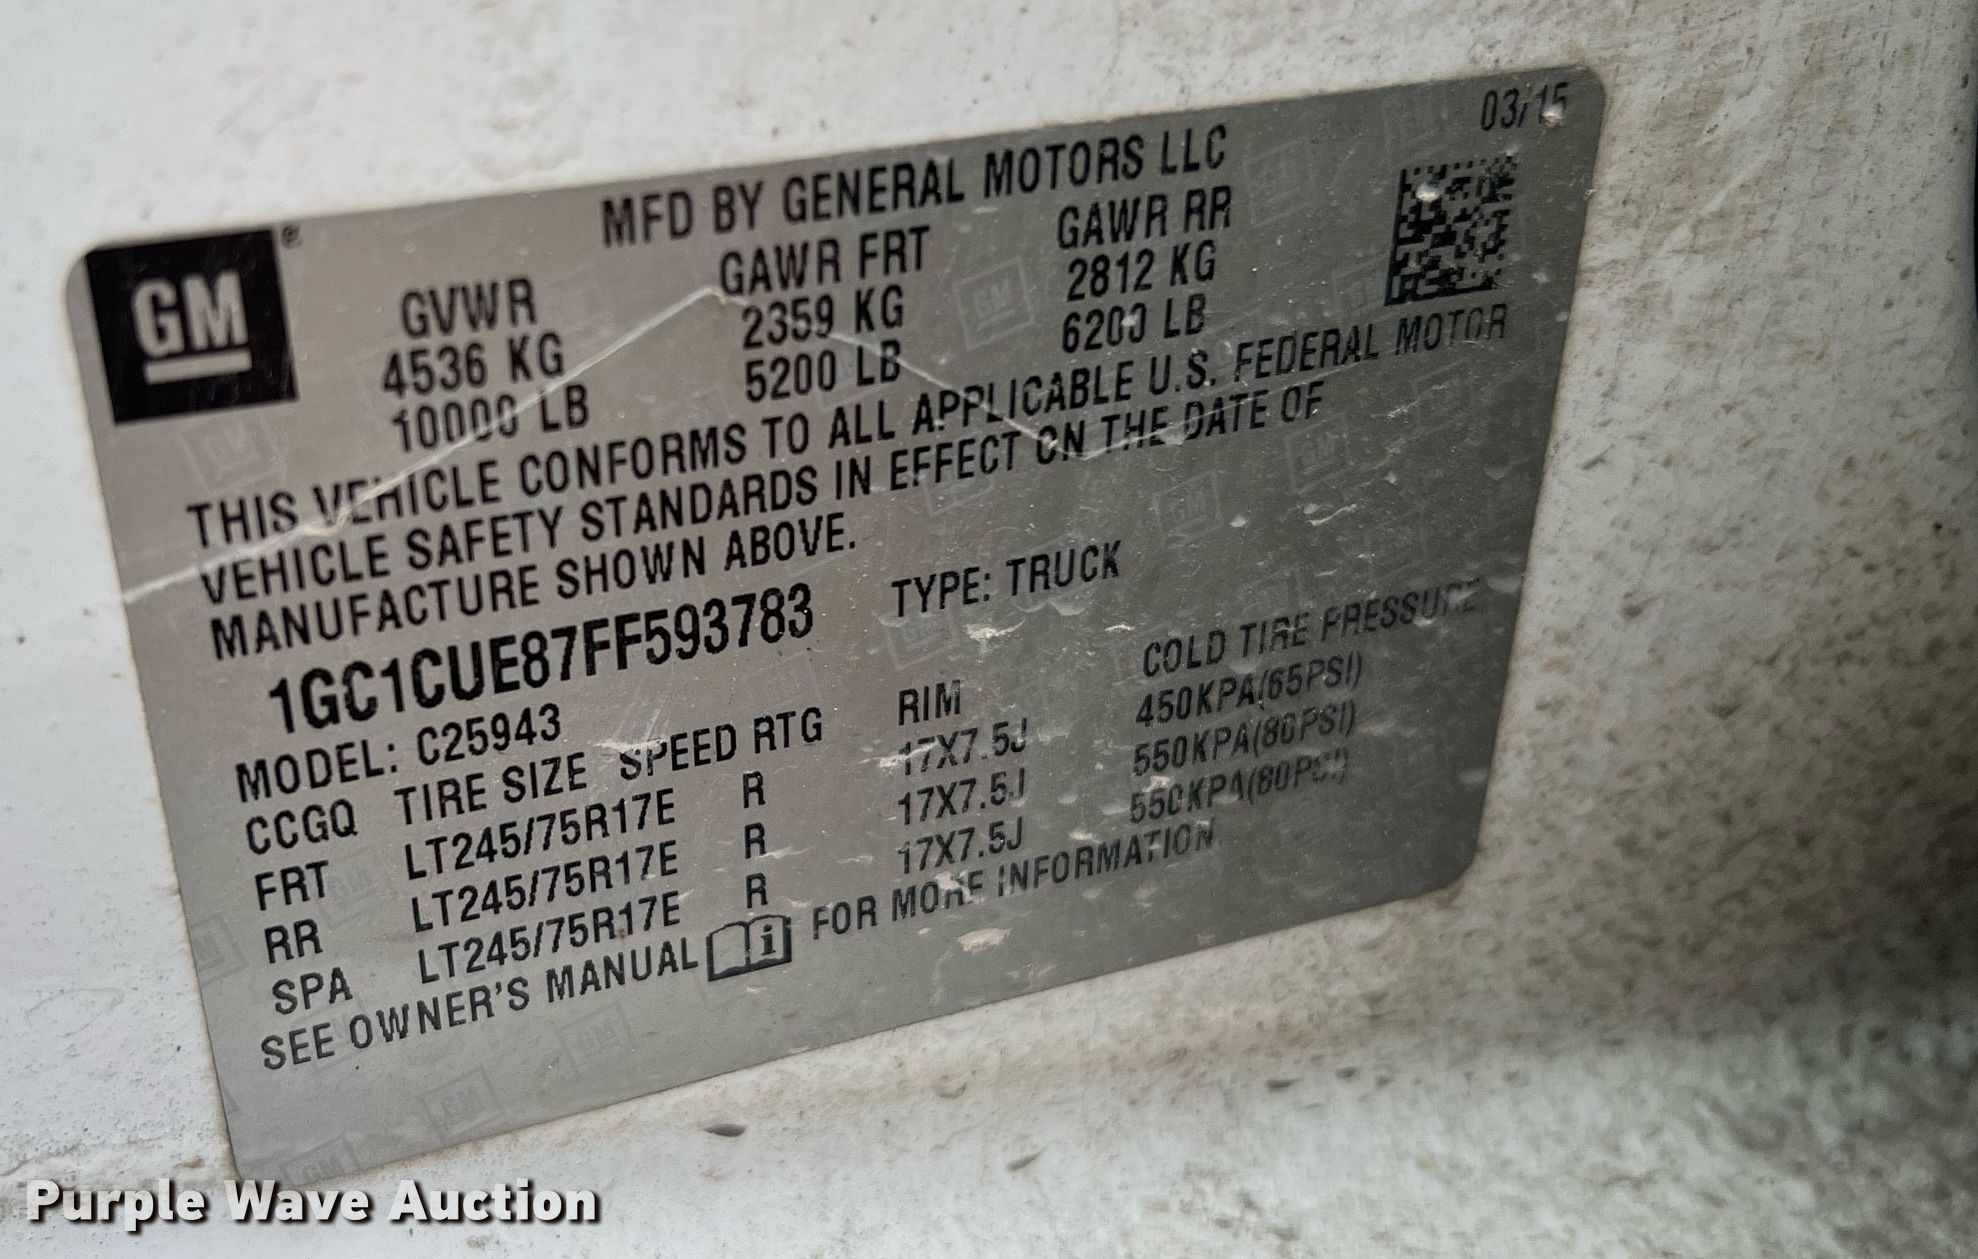 03/15
MFD BY GENERAL MOTORS LLC
GM®
GVWR GAWR FRT GAWR RR
4536 KG 2359 KG 2812 KG
10000 LB 5200 LB 6200 LB
THIS VEHICLE CONFORMS TO ALL APPLICABLE U.S. FEDERAL MOTOR
VEHICLE SAFETY STANDARDS IN EFFECT ON THE DATE OF
MANUFACTURE SHOWN ABOVE.
1GC1CUE87FF593783 TYPE: TRUCK
MODEL: C25943
CCGQ TIRE SIZE SPEED RTG RIM COLD TIRE PRESSURE
FRT LT245/75R17E R 17X7.5J 450KPA(65PSI)
RR LT245/75R17E R 17X7.5J 550KPA(80PSI)
SPA LT245/75R17E R 17X7.5J 550KPA(80PSI)
SEE OWNER'S MANUAL i FOR MORE INFORMATION.
Purple Wave Auction